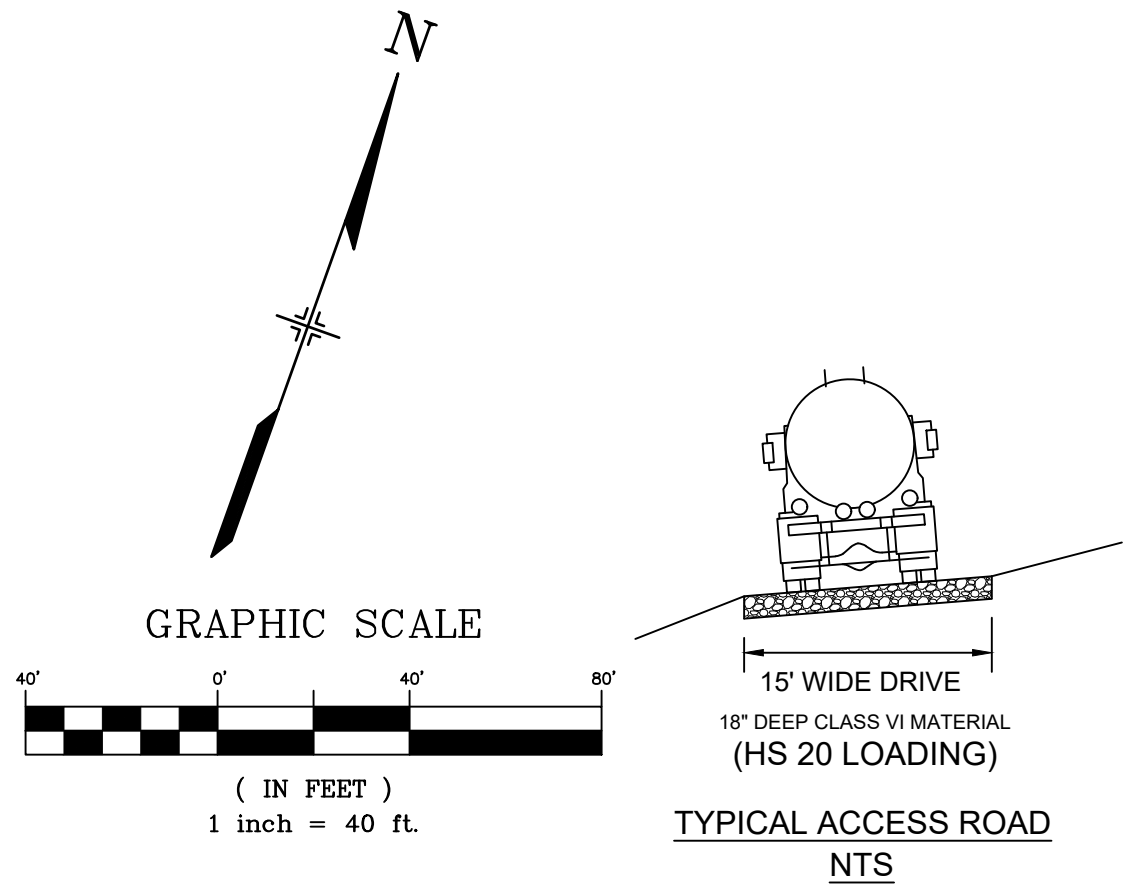 N
GRAPHIC SCALE
40' 0' 40' 80'
( IN FEET )
1 inch = 40 ft.
15' WIDE DRIVE
18" DEEP CLASS VI MATERIAL
(HS 20 LOADING)
TYPICAL ACCESS ROAD
NTS